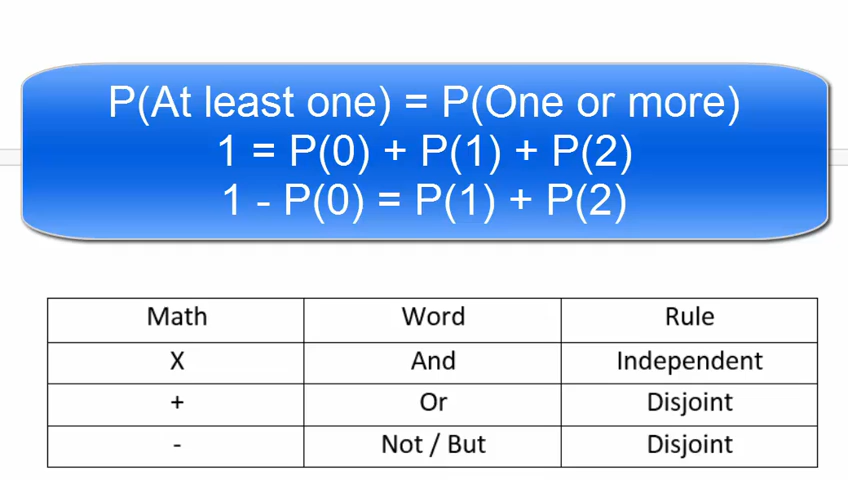 P(At least one) = P(One or more)
1 = P(0) + P(1) + P(2)
1 - P(0) = P(1) + P(2)
Math Word Rule
X And Independent
+ Or Disjoint
- Not / But Disjoint